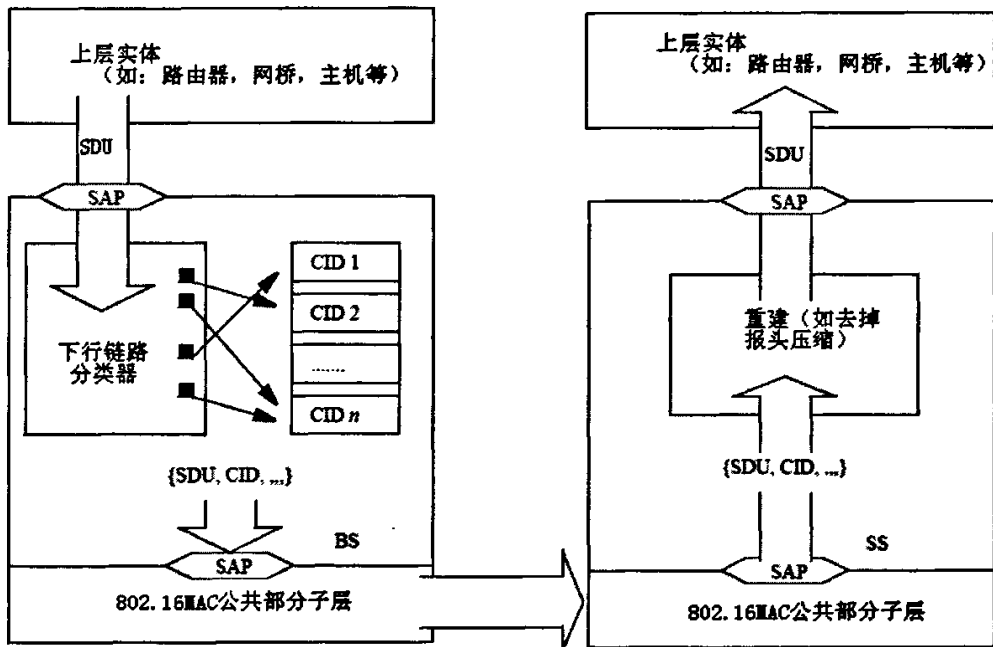 上层实体
（如：路由器，网桥，主机等）
SDU
SAP
下行链路
分类器
CID 1
CID 2
......
CID n
{SDU, CID, ...}
BS
SAP
802.16MAC公共部分子层
上层实体
（如：路由器，网桥，主机等）
SDU
SAP
重建（如去掉
报头压缩）
{SDU, CID, ...}
SS
SAP
802.16MAC公共部分子层